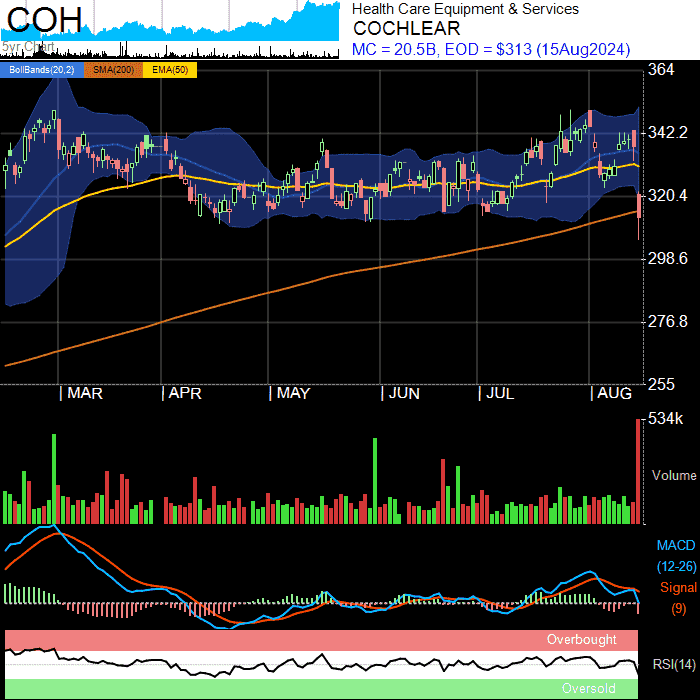 COH
5yr Chart
Health Care Equipment & Services
COCHLEAR
MC = 20.5B, EOD = $313 (15Aug2024)
BollBands(20,2) SMA(200) EMA(50)
364
342.2
320.4
298.6
276.8
255
MAR APR MAY JUN JUL AUG
534k
Volume
MACD
(12-26)
Signal
(9)
Overbought
RSI(14)
Oversold